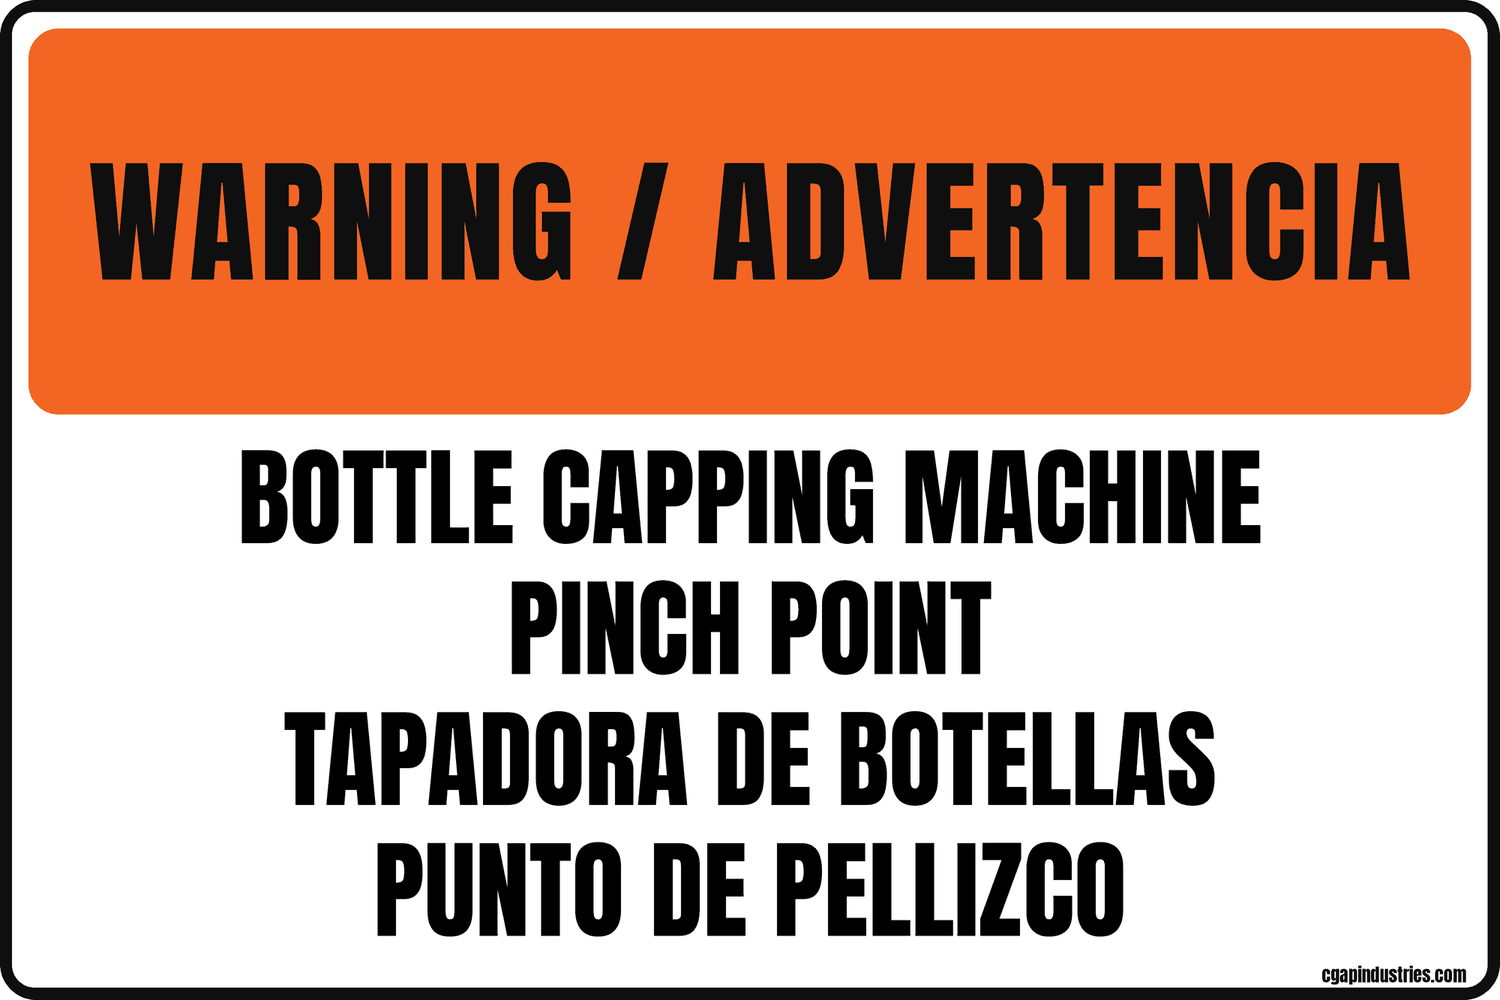 WARNING / ADVERTENCIA
BOTTLE CAPPING MACHINE
PINCH POINT
TAPADORA DE BOTELLAS
PUNTO DE PELLIZCO
cgapindustries.com